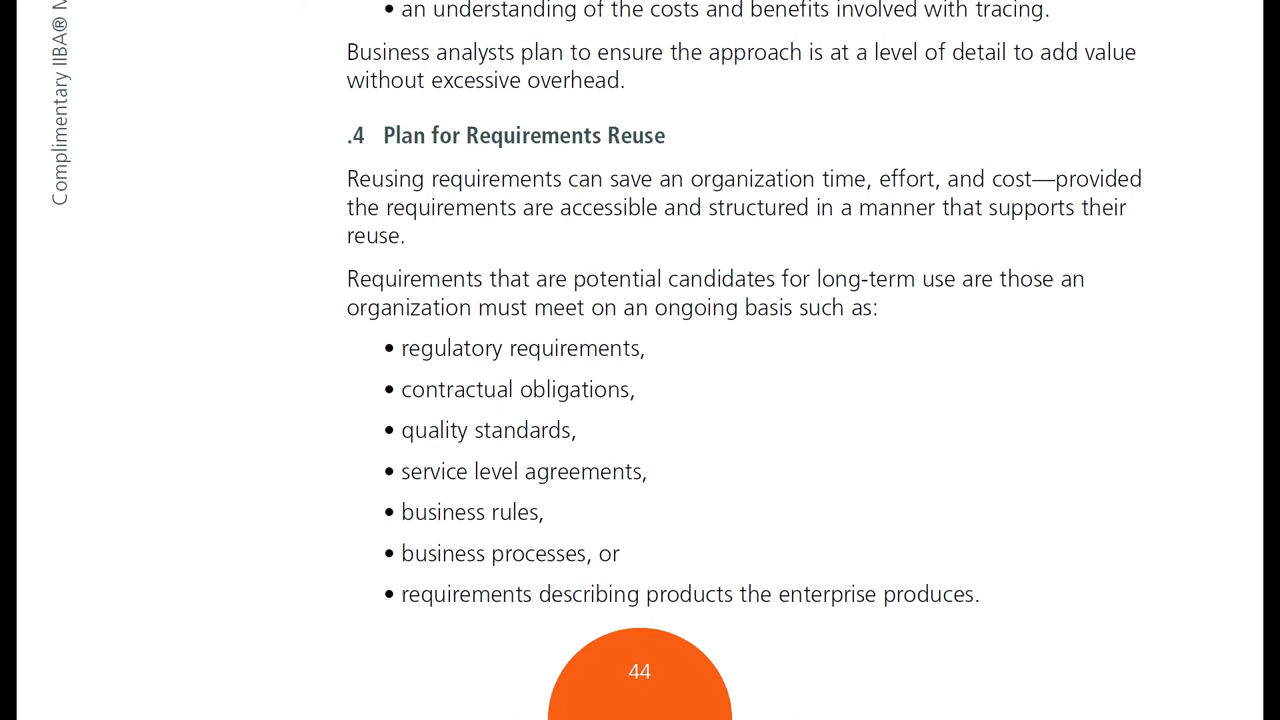 • an understanding of the costs and benefits involved with tracing.
Business analysts plan to ensure the approach is at a level of detail to add value
without excessive overhead.
.4 Plan for Requirements Reuse
Reusing requirements can save an organization time, effort, and cost—provided
the requirements are accessible and structured in a manner that supports their
reuse.
Requirements that are potential candidates for long-term use are those an
organization must meet on an ongoing basis such as:
• regulatory requirements,
• contractual obligations,
• quality standards,
• service level agreements,
• business rules,
• business processes, or
• requirements describing products the enterprise produces.
44
Complimentary IIBA®